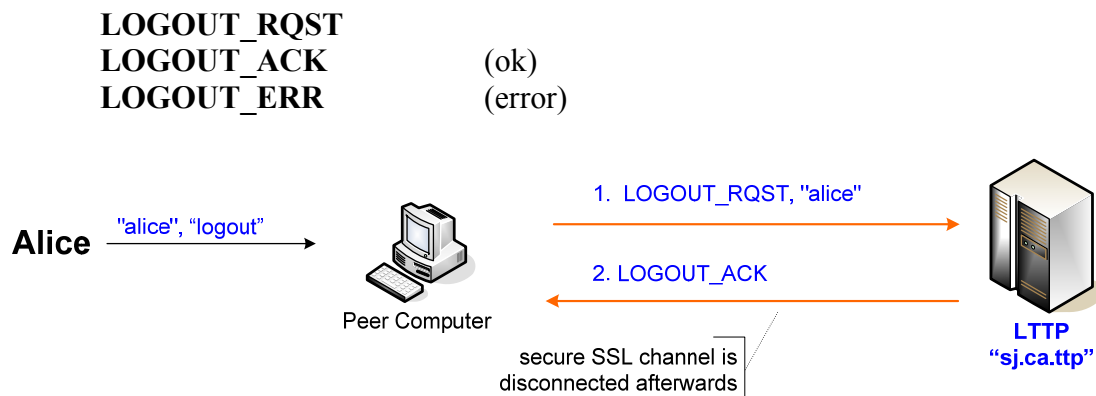 LOGOUT_RQST
LOGOUT_ACK (ok)
LOGOUT_ERR (error)
Alice
"alice", “logout”
Peer Computer
1. LOGOUT_RQST, "alice"
2. LOGOUT_ACK
secure SSL channel is
disconnected afterwards
LTTP
“sj.ca.ttp”